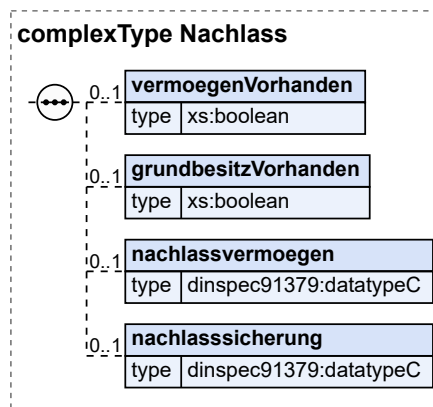 complexType Nachlass
0..1 vermoegenVorhanden
type xs:boolean
0..1 grundbesitzVorhanden
type xs:boolean
0..1 nachlassvermoegen
type dinspec91379:datatypeC
0..1 nachlasssicherung
type dinspec91379:datatypeC